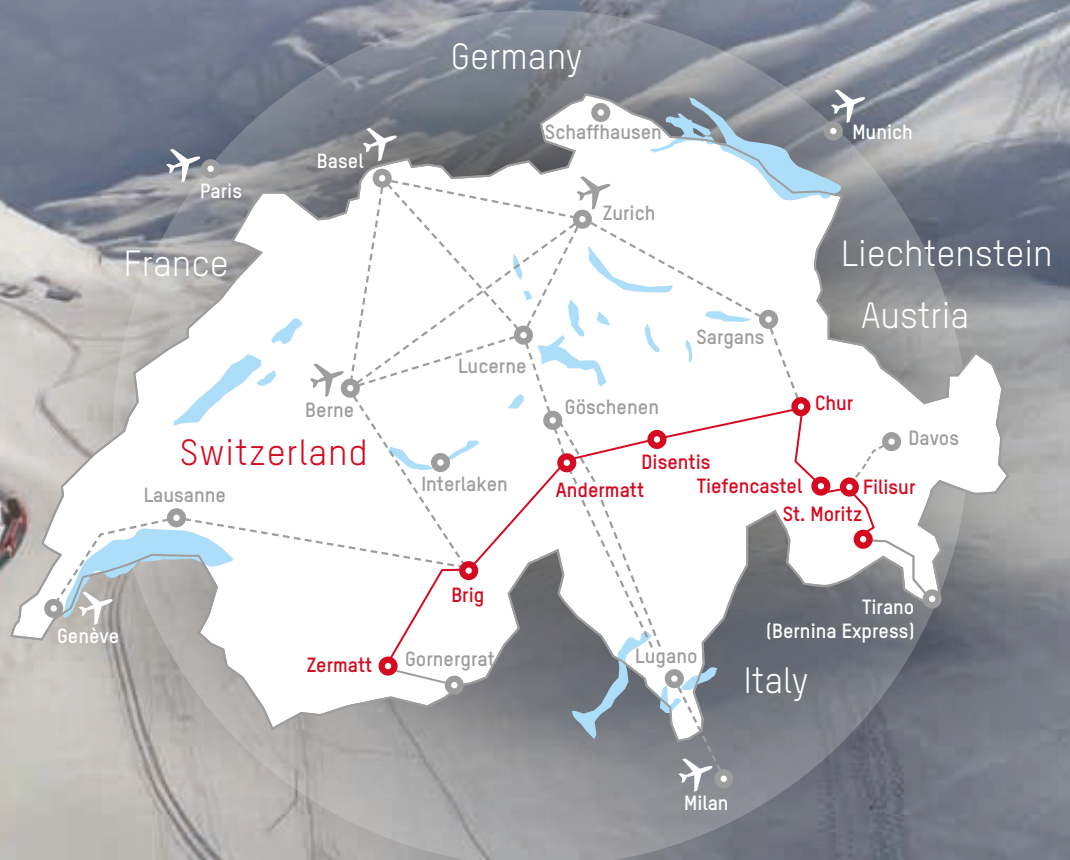 Germany
Schaffhausen
Munich
Basel
Paris
Zurich
France
Liechtenstein
Austria
Sargans
Lucerne
Berne
Göschenen
Chur
Switzerland
Davos
Disentis
Interlaken
Andermatt
Tiefencastel
Filisur
Lausanne
St. Moritz
Brig
Tirano
(Bernina Express)
Genève
Zermatt
Gornergrat
Lugano
Italy
Milan